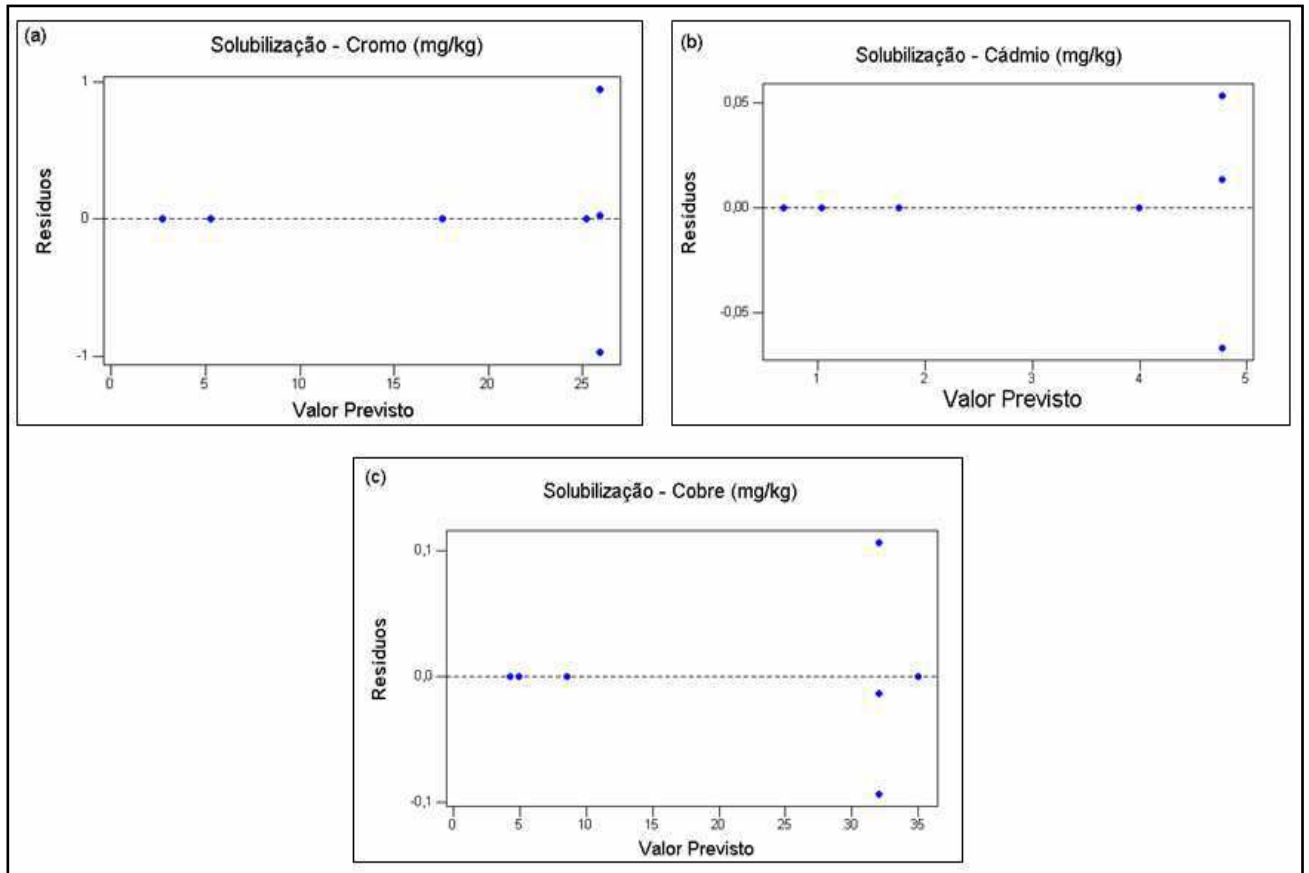 (a)
Solubilização - Cromo (mg/kg)
1
0
-1
Resíduos
0 5 10 15 20 25
Valor Previsto
(b)
Solubilização - Cádmio (mg/kg)
0,05
0,00
-0,05
Resíduos
1 2 3 4 5
Valor Previsto
(c)
Solubilização - Cobre (mg/kg)
0,1
0,0
-0,1
Resíduos
0 5 10 15 20 25 30 35
Valor Previsto